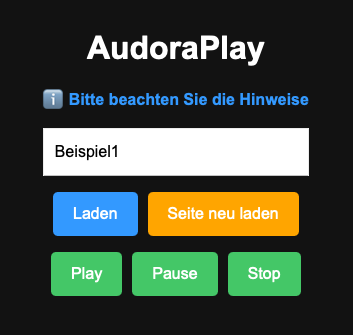 AudoraPlay
ℹ️ Bitte beachten Sie die Hinweise
Beispiel1
Laden Seite neu laden
Play Pause Stop